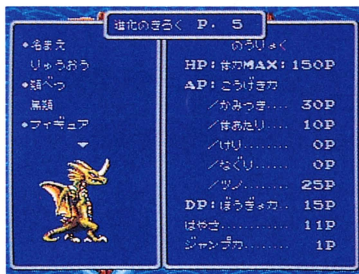 進化のきろく P. 5
•名まえ
りゅうおう
•類べつ
鳥類
•フィギュア
のうりょく
HP:体力MAX:150P
AP:こうげき力
/かみつき.... 30P
/体あたり.... 10P
/けり........ 0P
/なぐり...... 0P
/ツノ........ 25P
DP:ぼうぎょ力.. 15P
はやさ........ 11P
ジャンプ力........ 1P